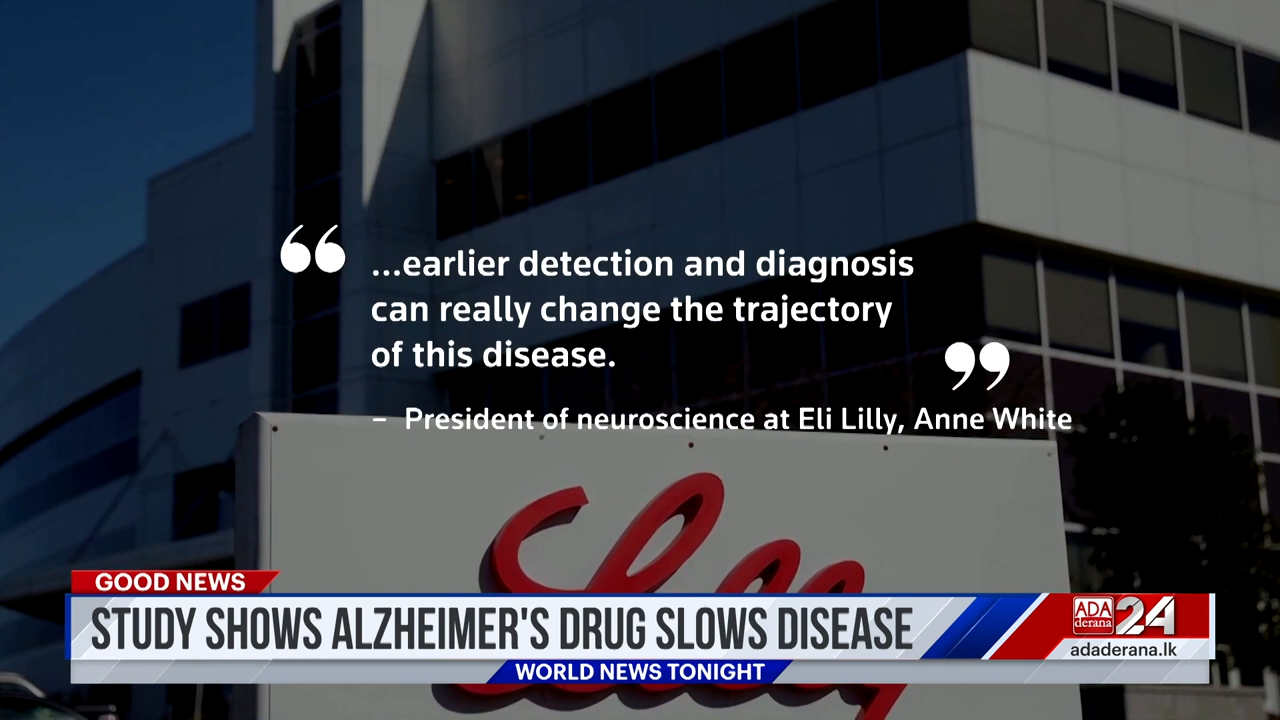 “
...earlier detection and diagnosis
can really change the trajectory
of this disease.
”
– President of neuroscience at Eli Lilly, Anne White
Lilly
GOOD NEWS
STUDY SHOWS ALZHEIMER'S DRUG SLOWS DISEASE
ADA
derana
24
adaderana.lk
WORLD NEWS TONIGHT